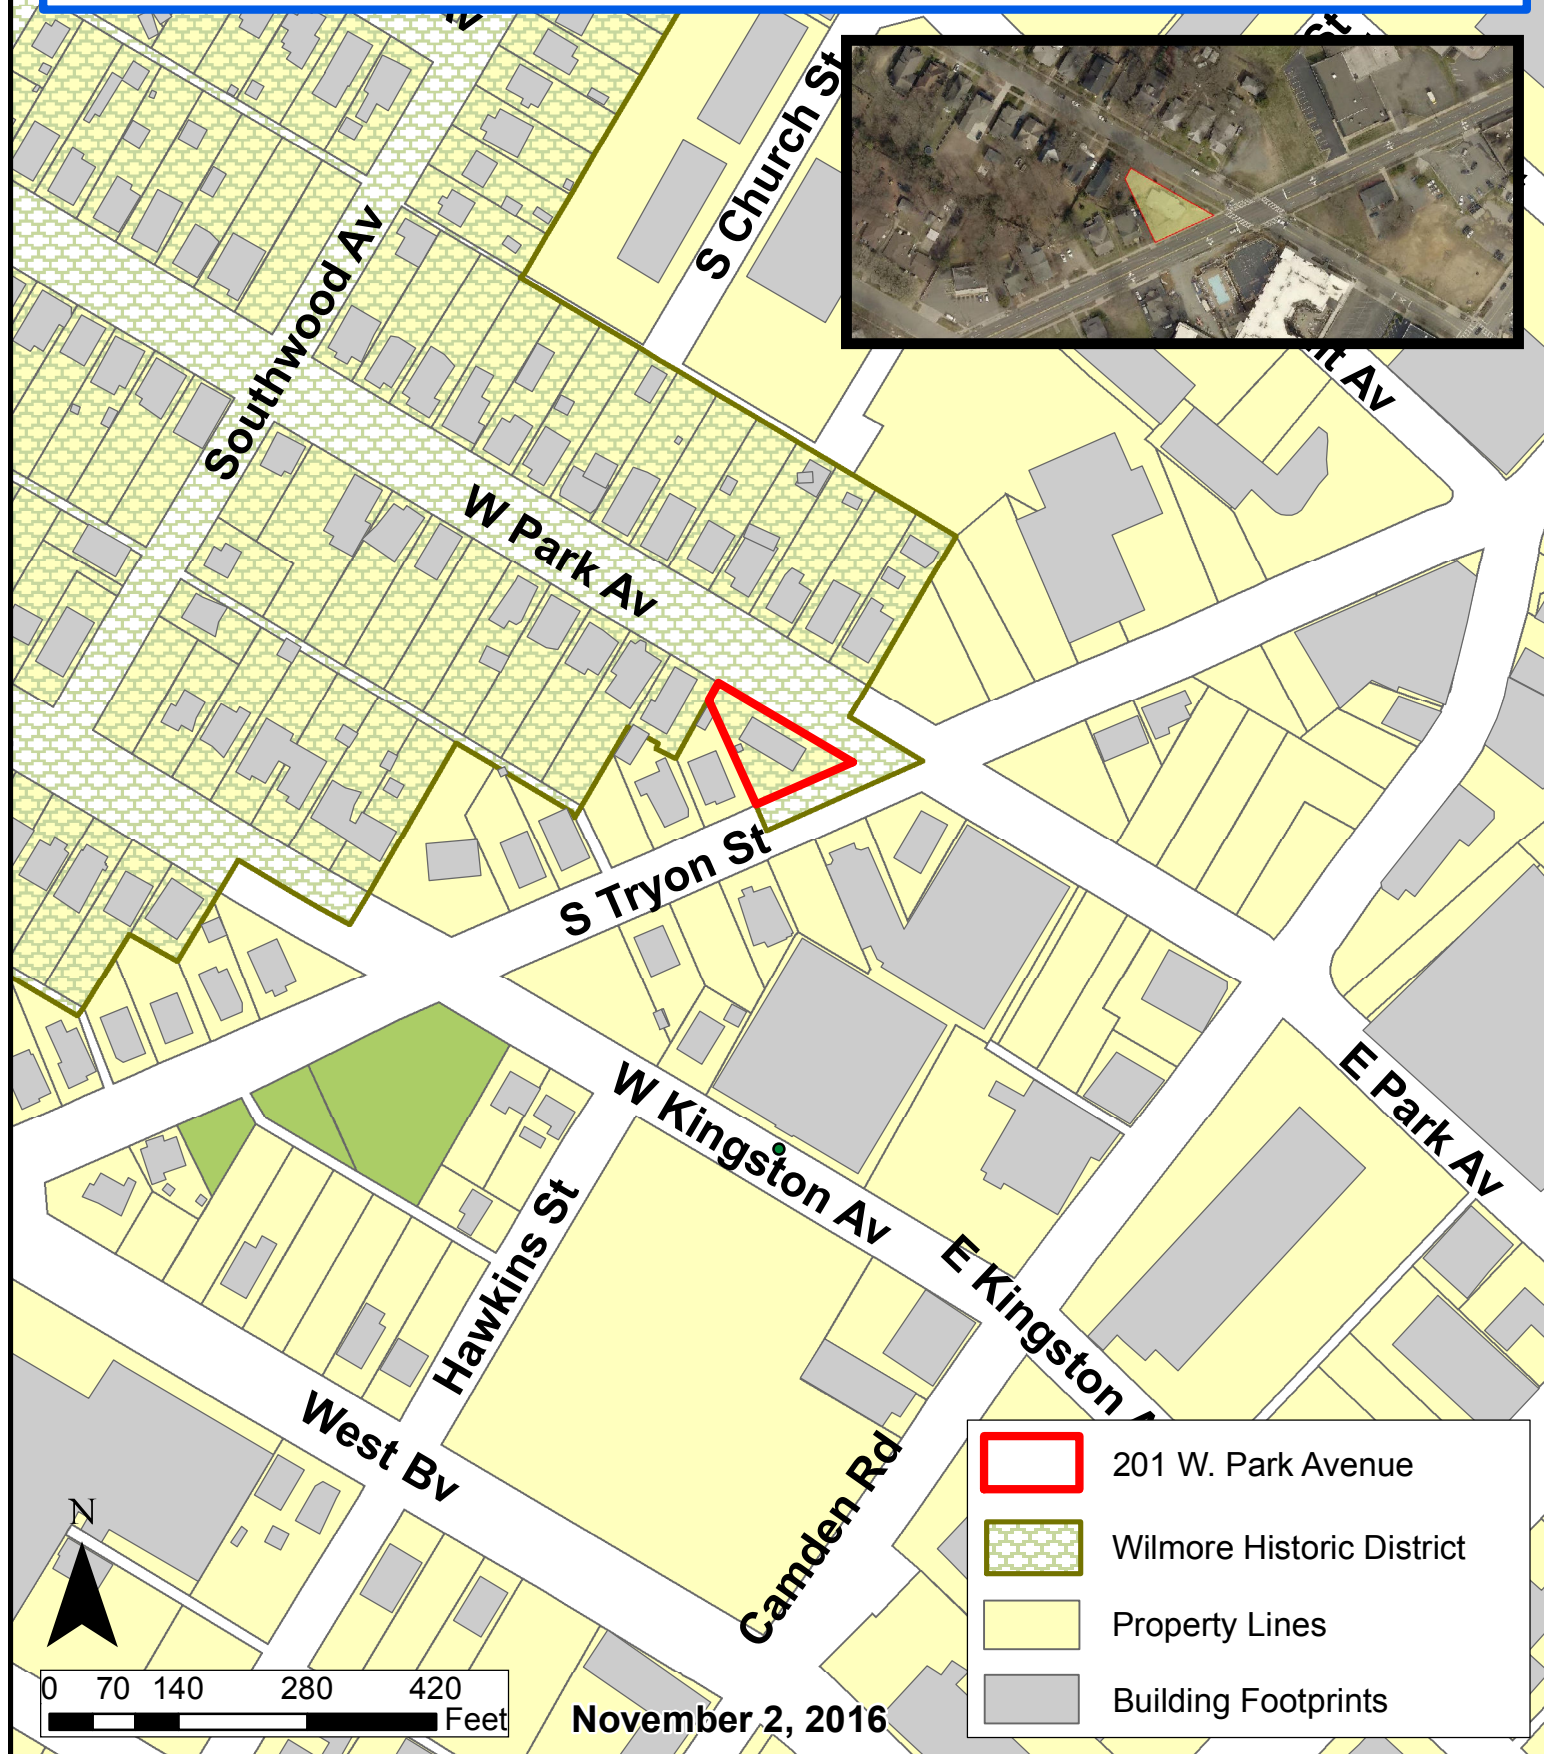 S Church St
Southwood Av
W Park Av
S Tryon St
W Kingston Av
E Park Av
Hawkins St
E Kingston
West Bv
Camden Rd
201 W. Park Avenue
Wilmore Historic District
Property Lines
Building Footprints
N
0 70 140 280 420
Feet
November 2, 2016